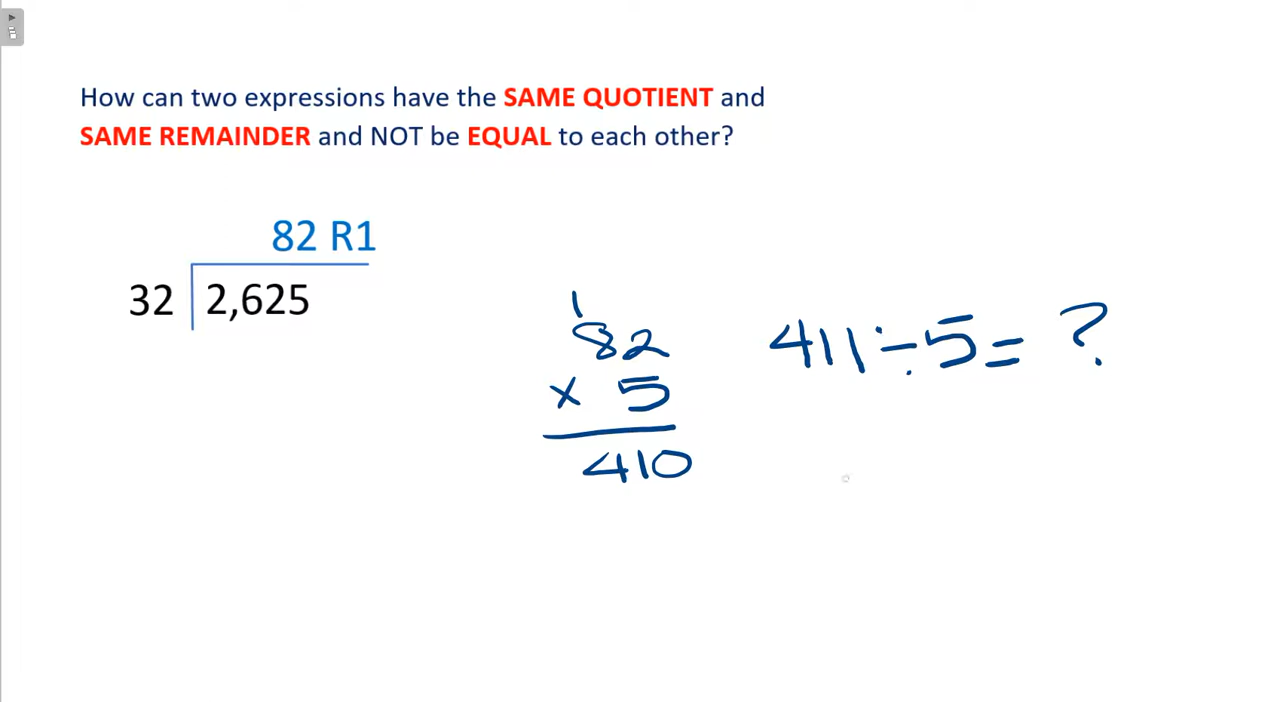 How can two expressions have the SAME QUOTIENT and
SAME REMAINDER and NOT be EQUAL to each other?
82 R1
32 2,625
1
82
x 5
410
411÷5= ?